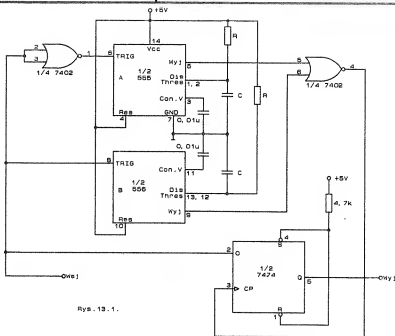 +5V
14
Vcc
R
2
3
1
6
TRIG
1/2
555
A
Wyj
5
Dis
Thres
1, 2
Con.V
3
GND
7
Res
4
0, 01u
C
R
1/4 7402
5
6
4
1/4 7402
0, 01u
8
TRIG
Con.V
11
B
1/2
556
Dis
Thres
13, 12
Wyj
9
Res
10
C
+5V
4, 7k
4
S
2
D
1/2
7474
Q
5
Wyj
3
CP
R
1
Wej
Rys. 13. 1.